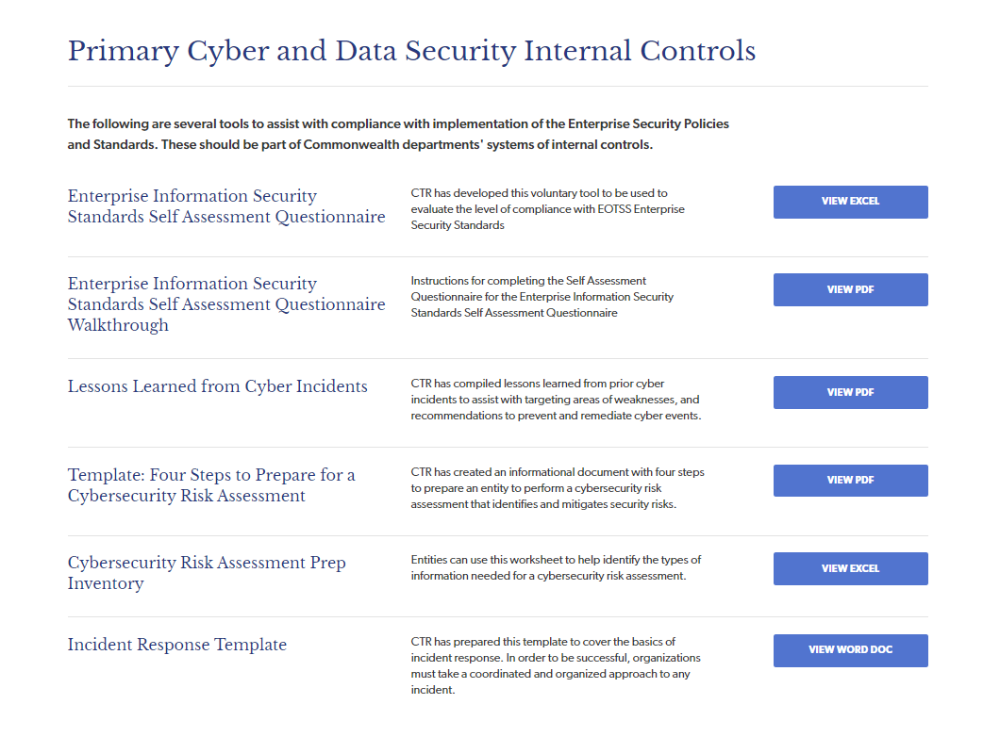 Primary Cyber and Data Security Internal Controls
The following are several tools to assist with compliance with implementation of the Enterprise Security Policies
and Standards. These should be part of Commonwealth departments' systems of internal controls.
Enterprise Information Security
Standards Self Assessment Questionnaire
CTR has developed this voluntary tool to be used to
evaluate the level of compliance with EOTSS Enterprise
Security Standards
VIEW EXCEL
Enterprise Information Security
Standards Self Assessment Questionnaire
Walkthrough
Instructions for completing the Self Assessment
Questionnaire for the Enterprise Information Security
Standards Self Assessment Questionnaire
VIEW PDF
Lessons Learned from Cyber Incidents
CTR has compiled lessons learned from prior cyber
incidents to assist with targeting areas of weaknesses, and
recommendations to prevent and remediate cyber events.
VIEW PDF
Template: Four Steps to Prepare for a
Cybersecurity Risk Assessment
CTR has created an informational document with four steps
to prepare an entity to perform a cybersecurity risk
assessment that identifies and mitigates security risks.
VIEW PDF
Cybersecurity Risk Assessment Prep
Inventory
Entities can use this worksheet to help identify the types of
information needed for a cybersecurity risk assessment.
VIEW EXCEL
Incident Response Template
CTR has prepared this template to cover the basics of
incident response. In order to be successful, organizations
must take a coordinated and organized approach to any
incident.
VIEW WORD DOC